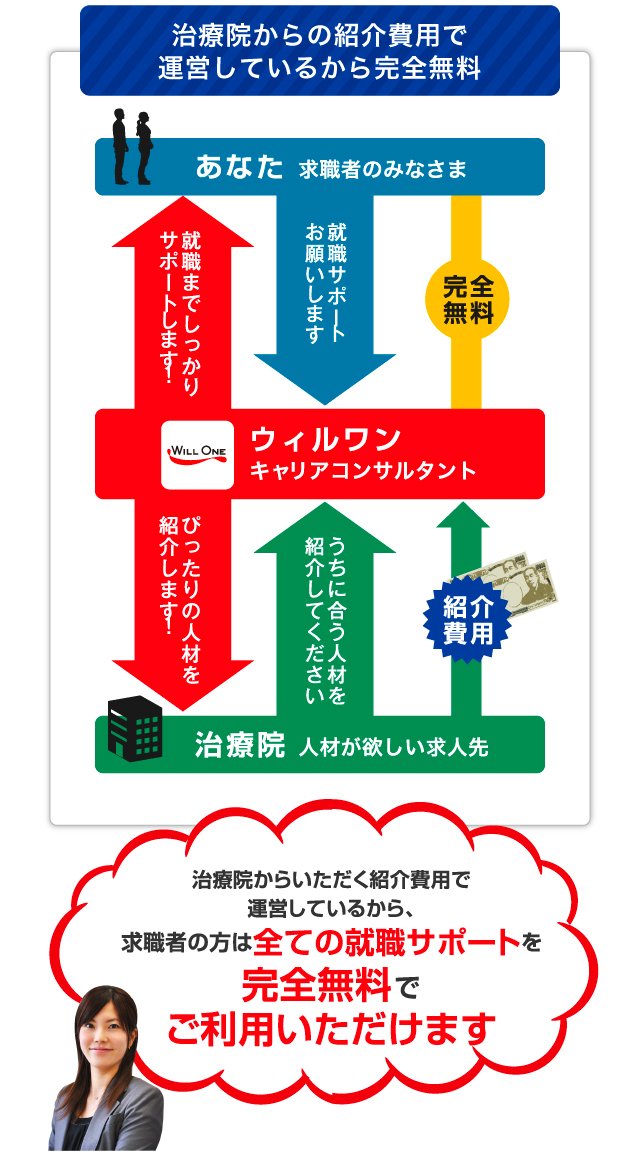 治療院からの紹介費用で
運営しているから完全無料
あなた 求職者のみなさま
就職までしっかり
サポートします!
就職サポート
お願いします
完全
無料
WILL ONE
ウィルワン
キャリアコンサルタント
ぴったりの人材を
紹介します!
うちに合う人材を
紹介してください
紹介
費用
治療院 人材が欲しい求人先
治療院からいただく紹介費用で
運営しているから、
求職者の方は全ての就職サポートを
完全無料で
ご利用いただけます